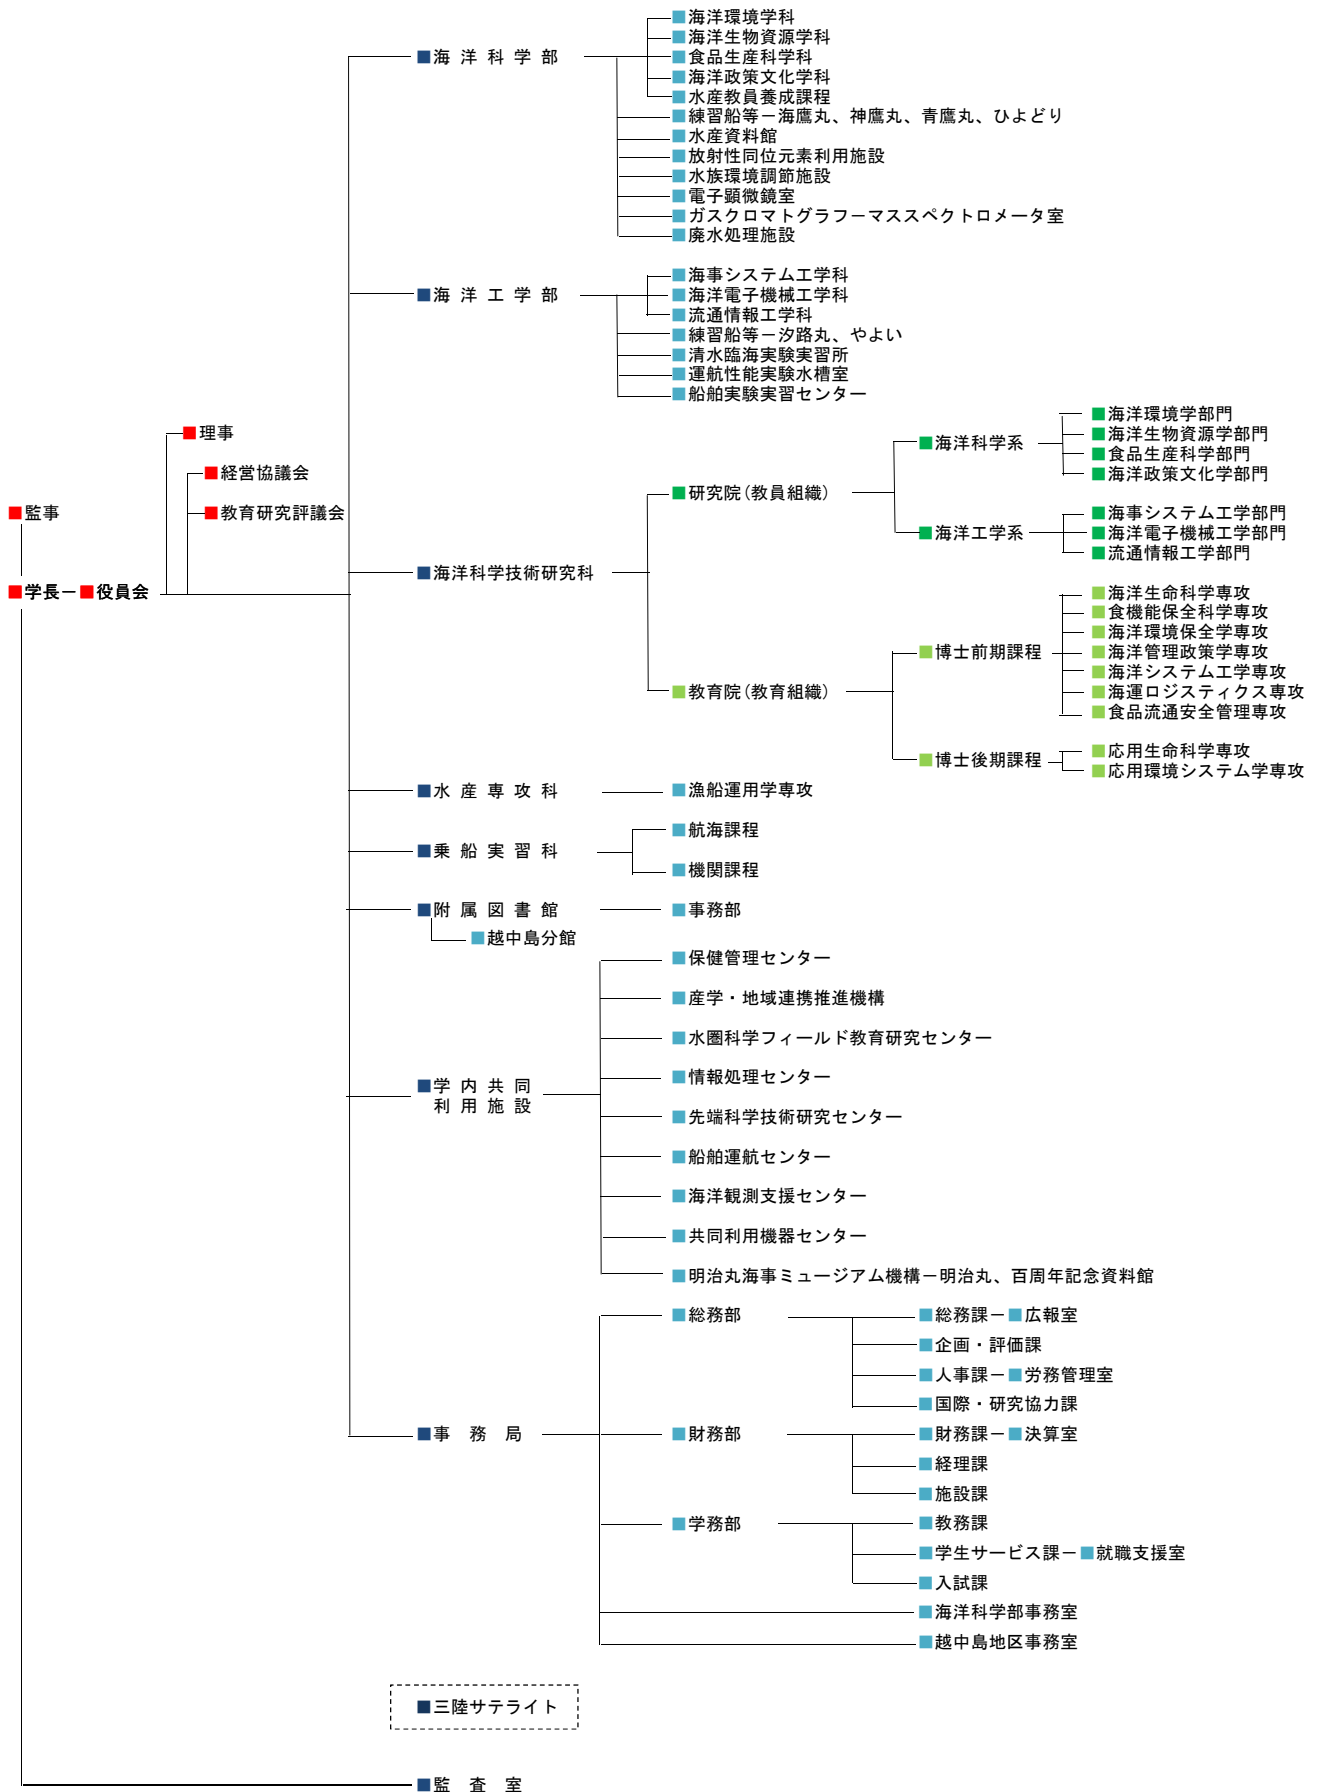 海洋環境学科
海洋生物資源学科
海洋科学部
食品生産科学科
海洋政策文化学科
水産教員養成課程
練習船等－海鷹丸、神鷹丸、青鷹丸、ひよどり
水産資料館
放射性同位元素利用施設
水族環境調節施設
電子顕微鏡室
ガスクロマトグラフーマススペクトロメータ室
廃水処理施設
海事システム工学科
海洋工学部
海洋電子機械工学科
流通情報工学科
練習船等－汐路丸、やよい
清水臨海実験実習所
運航性能実験水槽室
船舶実験実習センター
理事
経営協議会
監事
教育研究評議会
学長－役員会
海洋科学技術研究科
研究院(教員組織)
海洋科学系
海洋環境学部門
海洋生物資源学部門
食品生産科学部門
海洋政策文化学部門
海洋工学系
海事システム工学部門
海洋電子機械工学部門
流通情報工学部門
教育院(教育組織)
博士前期課程
海洋生命科学専攻
食機能保全科学専攻
海洋環境保全学専攻
海洋管理政策学専攻
海洋システム工学専攻
海運ロジスティクス専攻
食品流通安全管理専攻
博士後期課程
応用生命科学専攻
応用環境システム学専攻
水産専攻科
漁船運用学専攻
乗船実習科
航海課程
機関課程
附属図書館
事務部
越中島分館
学内共同
利用施設
保健管理センター
産学・地域連携推進機構
水圏科学フィールド教育研究センター
情報処理センター
先端科学技術研究センター
船舶運航センター
海洋観測支援センター
共同利用機器センター
明治丸海事ミュージアム機構－明治丸、百周年記念資料館
事務局
総務部
総務課－広報室
企画・評価課
人事課－労務管理室
国際・研究協力課
財務部
財務課－決算室
経理課
施設課
学務部
教務課
学生サービス課－就職支援室
入試課
海洋科学部事務室
越中島地区事務室
三陸サテライト
監査室